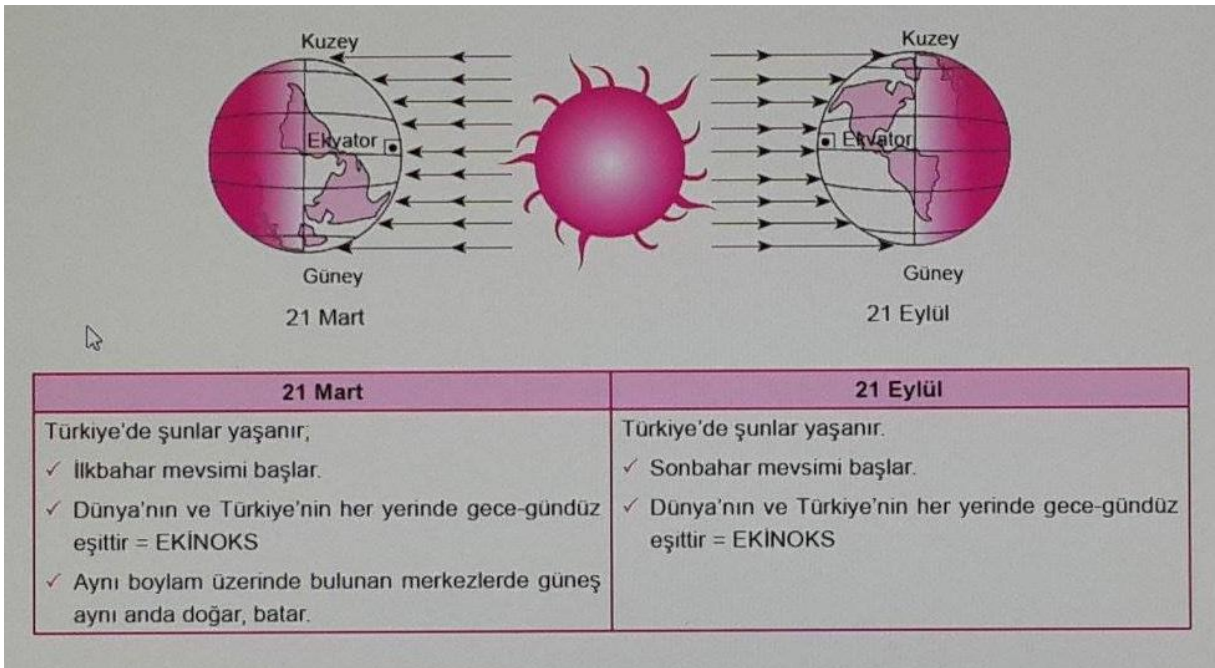 Kuzey
Kuzey
Ekvator
Ekvator
Güney
Güney
21 Mart
21 Eylül
21 Mart
21 Eylül
Türkiye'de şunlar yaşanır;
✓ İlkbahar mevsimi başlar.
✓ Dünya'nın ve Türkiye'nin her yerinde gece-gündüz
eşittir = EKİNOKS
✓ Aynı boylam üzerinde bulunan merkezlerde güneş
aynı anda doğar, batar.
Türkiye'de şunlar yaşanır.
✓ Sonbahar mevsimi başlar.
✓ Dünya'nın ve Türkiye'nin her yerinde gece-gündüz
eşittir = EKİNOKS